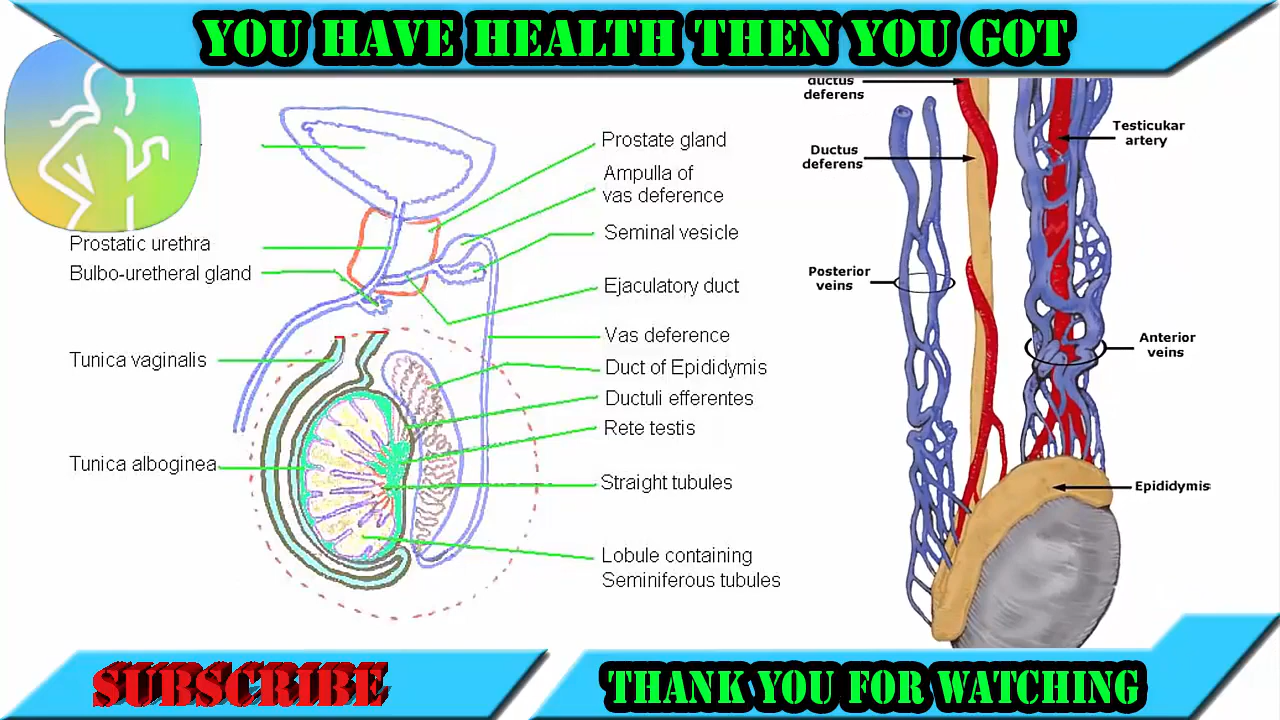 YOU HAVE HEALTH THEN YOU GOT
Prostate gland
Ampulla of
vas deference
Seminal vesicle
Prostatic urethra
Bulbo-uretheral gland
Ejaculatory duct
Vas deference
Tunica vaginalis
Duct of Epididymis
Ductuli efferentes
Rete testis
Tunica alboginea
Straight tubules
Lobule containing
Seminiferous tubules
ductus
deferens
Ductus
deferens
Testicukar
artery
Posterior
veins
Anterior
veins
Epididymis
SUBSCRIBE
THANK YOU FOR WATCHING